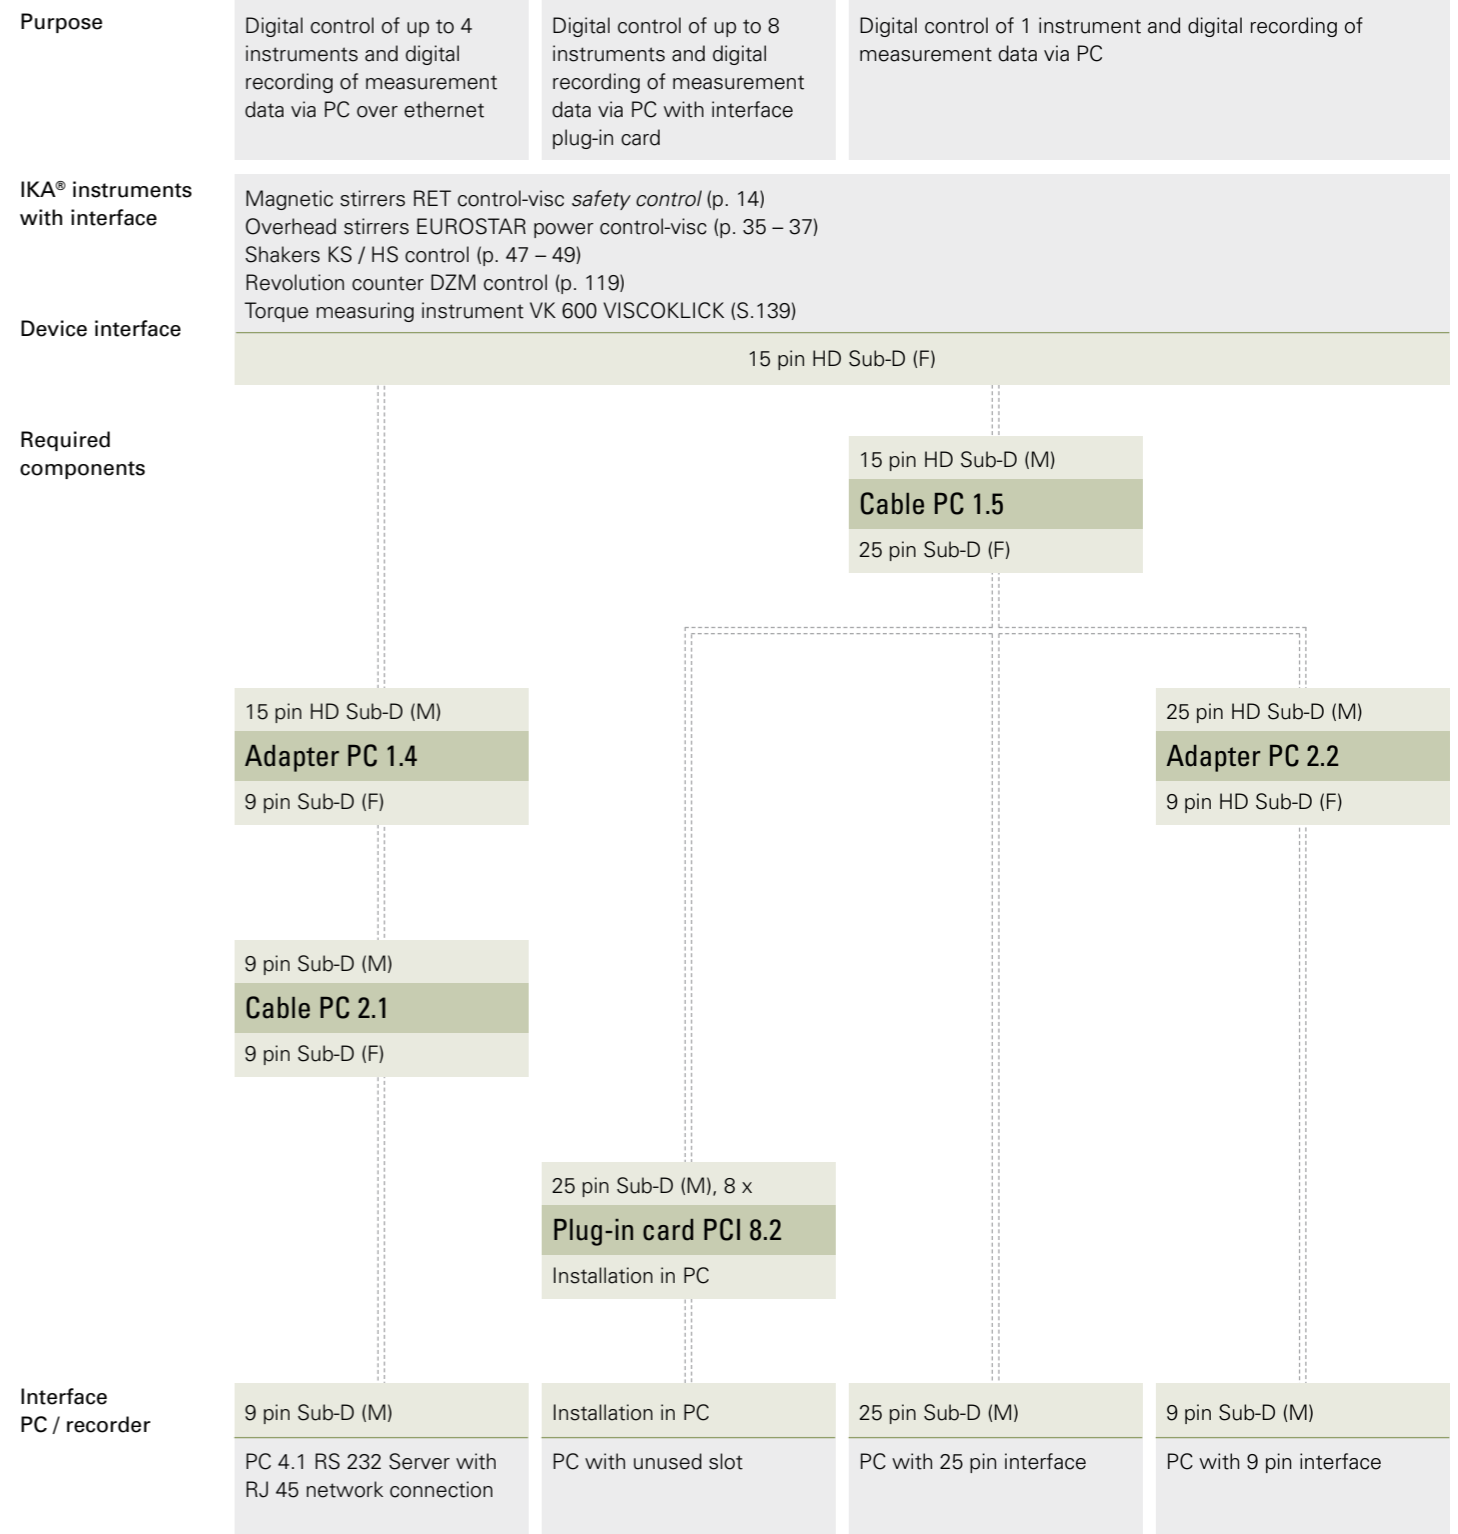 Purpose
Digital control of up to 4
instruments and digital
recording of measurement
data via PC over ethernet
Digital control of up to 8
instruments and digital
recording of measurement
data via PC with interface
plug-in card
Digital control of 1 instrument and digital recording of
measurement data via PC
IKA® instruments
with interface
Magnetic stirrers RET control-visc safety control (p. 14)
Overhead stirrers EUROSTAR power control-visc (p. 35 – 37)
Shakers KS / HS control (p. 47 – 49)
Revolution counter DZM control (p. 119)
Torque measuring instrument VK 600 VISCOKLICK (S.139)
Device interface
15 pin HD Sub-D (F)
Required
components
15 pin HD Sub-D (M)
Cable PC 1.5
25 pin Sub-D (F)
15 pin HD Sub-D (M)
Adapter PC 1.4
9 pin Sub-D (F)
25 pin HD Sub-D (M)
Adapter PC 2.2
9 pin HD Sub-D (F)
9 pin Sub-D (M)
Cable PC 2.1
9 pin Sub-D (F)
25 pin Sub-D (M), 8 x
Plug-in card PCI 8.2
Installation in PC
Interface
PC / recorder
9 pin Sub-D (M)
PC 4.1 RS 232 Server with
RJ 45 network connection
Installation in PC
PC with unused slot
25 pin Sub-D (M)
PC with 25 pin interface
9 pin Sub-D (M)
PC with 9 pin interface